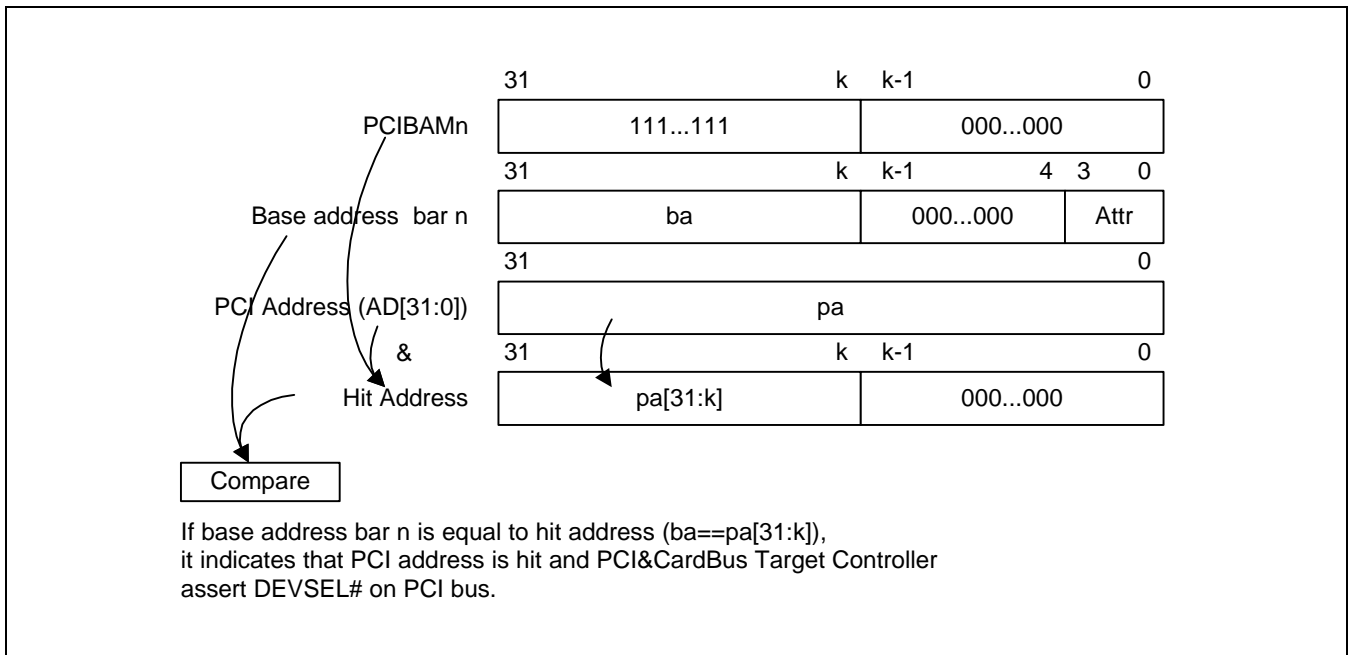 31 k k-1 0
PCIBAMn 111...111 000...000
31 k k-1 4 3 0
Base address bar n ba 000...000 Attr
31 0
PCI Address (AD[31:0]) pa
& 31 k k-1 0
Hit Address pa[31:k] 000...000
Compare
If base address bar n is equal to hit address (ba==pa[31:k]),
it indicates that PCI address is hit and PCI&CardBus Target Controller
assert DEVSEL# on PCI bus.